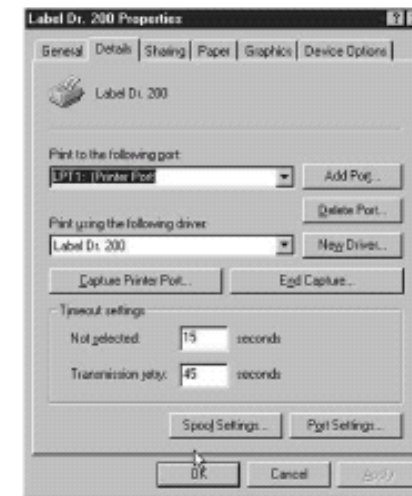 Label Dr. 200 Properties
General Details Sharing Paper Graphics Device Options
Label Dr. 200
Print to the following port:
LPT1: (Printer Port) Add Port...
Delete Port...
Print using the following driver:
Label Dr. 200 New Driver...
Capture Printer Port... End Capture...
Timeout settings
Not selected: 15 seconds
Transmission retry: 45 seconds
Spool Settings... Port Settings...
OK Cancel Apply